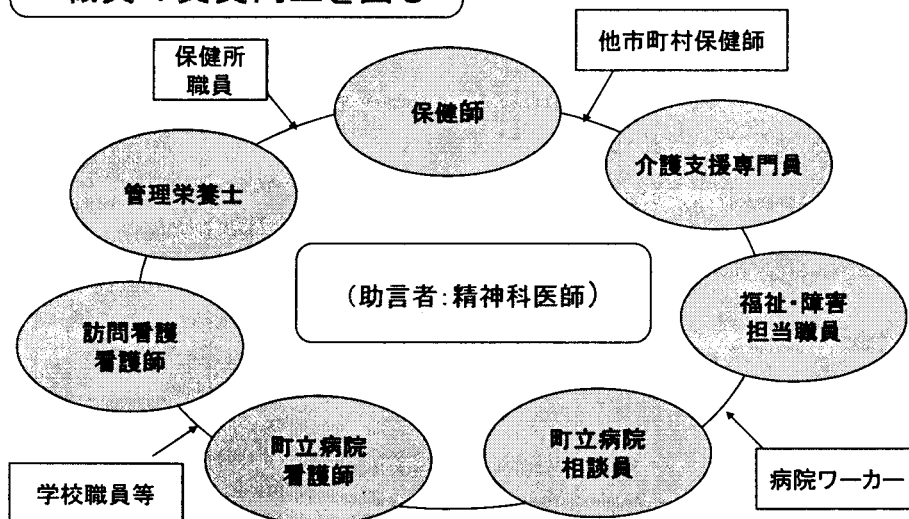 職員の資質向上を図る
保健所
職員
他市町村保健師
保健師
管理栄養士
介護支援専門員
(助言者:精神科医師)
訪問看護
看護師
福祉・障害
担当職員
町立病院
看護師
町立病院
相談員
学校職員等
病院ワーカー